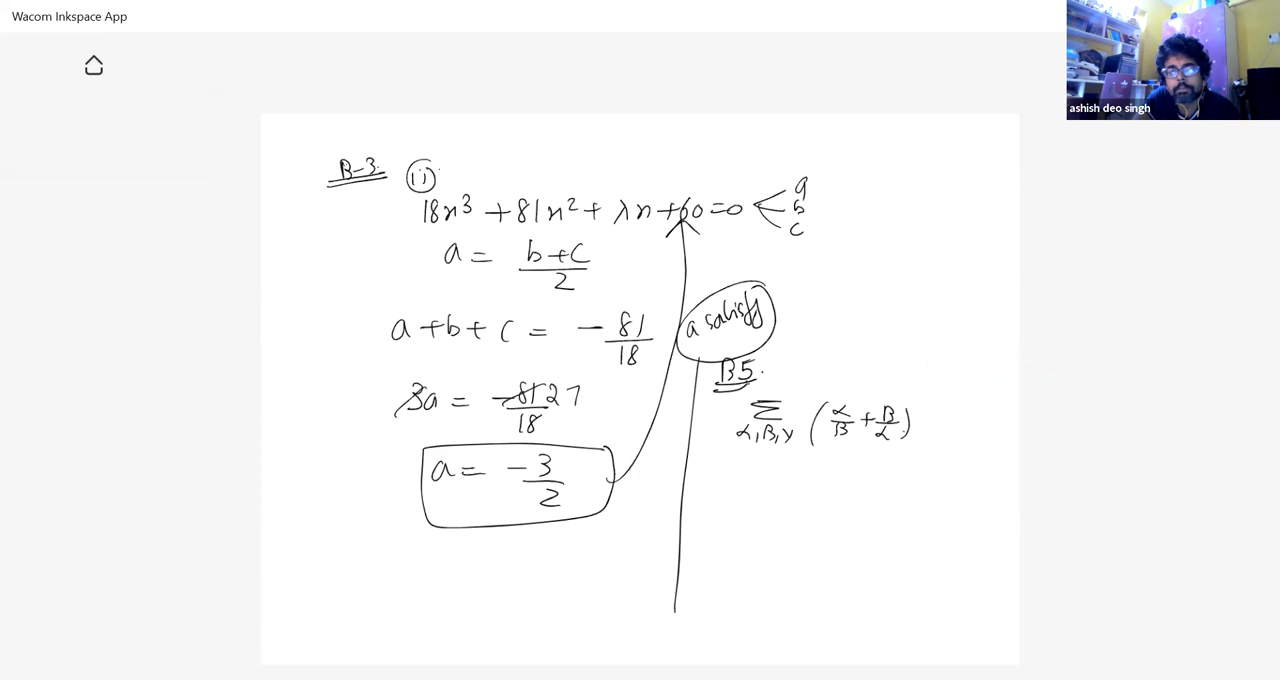 Wacom Inkspace App
ashish deo singh
B-3. (ii)
18x³ + 81x² + λx + 60 = 0 < a b c
a = b+c/2
a + b + c = - 81/18
3a = -81 27/18
a = - 3/2
a satisfy
B5.
Σ α,β,γ (α/β + β/α)